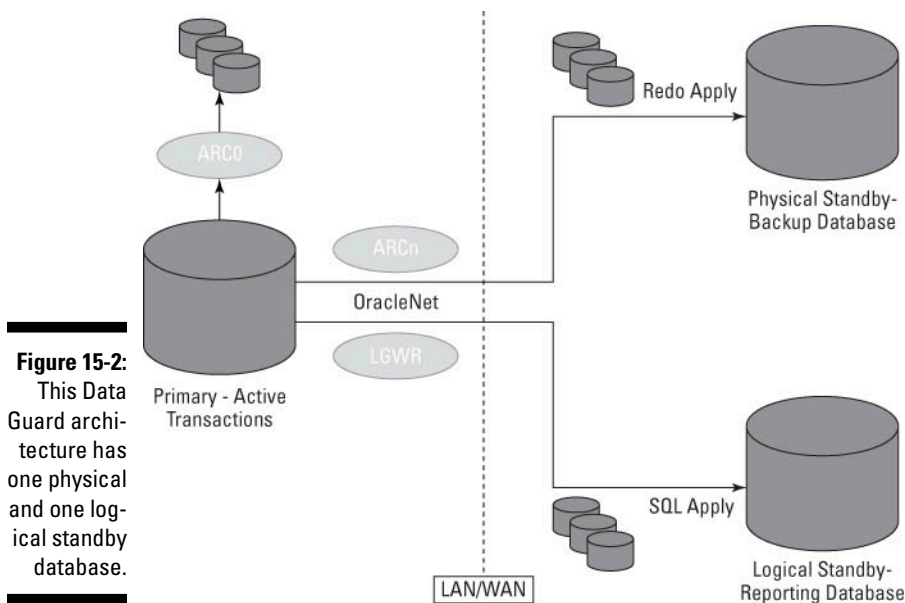 ARC0
Redo Apply
Physical Standby-
Backup Database
ARCn
OracleNet
LGWR
Primary - Active
Transactions
SQL Apply
Logical Standby-
Reporting Database
LAN/WAN
Figure 15-2:
This Data
Guard archi-
tecture has
one physical
and one log-
ical standby
database.